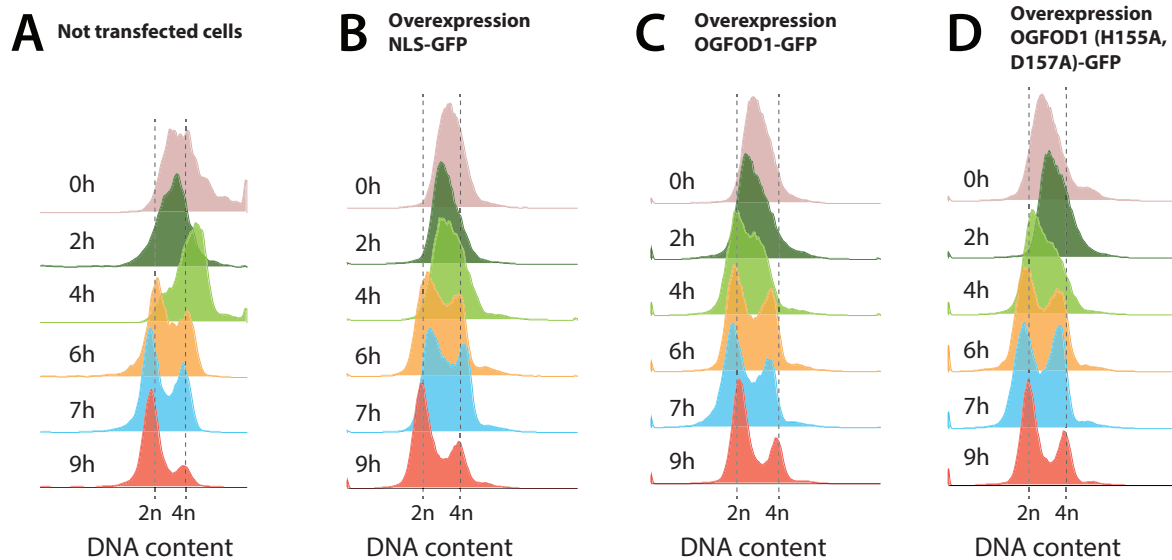 A Not transfected cells
0h
2h
4h
6h
7h
9h
2n 4n
DNA content
B Overexpression
NLS-GFP
0h
2h
4h
6h
7h
9h
2n 4n
DNA content
C Overexpression
OGFOD1-GFP
0h
2h
4h
6h
7h
9h
2n 4n
DNA content
D Overexpression
OGFOD1 (H155A,
D157A)-GFP
0h
2h
4h
6h
7h
9h
2n 4n
DNA content